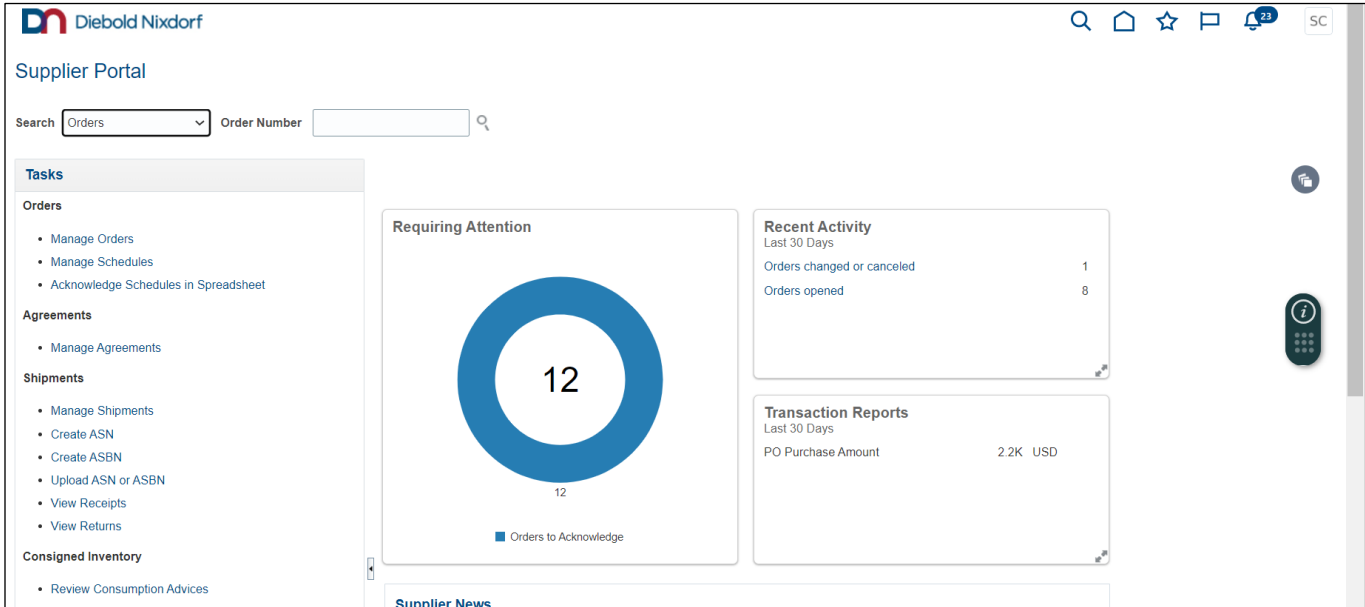 DN Diebold Nixdorf
23
SC
Supplier Portal
Search Orders Order Number
Tasks
Orders
Manage Orders
Manage Schedules
Acknowledge Schedules in Spreadsheet
Agreements
Manage Agreements
Shipments
Manage Shipments
Create ASN
Create ASBN
Upload ASN or ASBN
View Receipts
View Returns
Consigned Inventory
Review Consumption Advices
Requiring Attention
12
12
Orders to Acknowledge
Recent Activity
Last 30 Days
Orders changed or canceled 1
Orders opened 8
Transaction Reports
Last 30 Days
PO Purchase Amount 2.2K USD
Supplier News
i